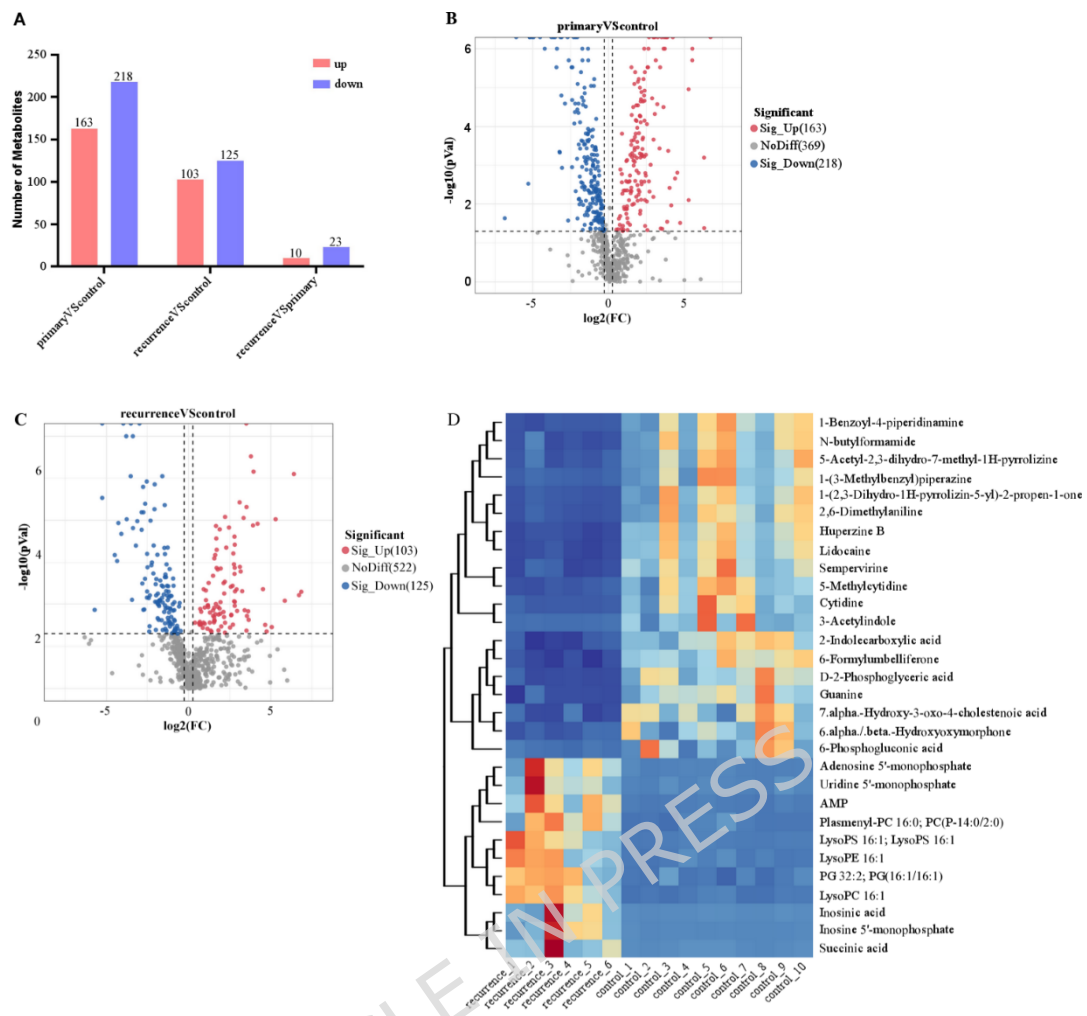 A
250
200
150
100
50
0
Number of Metabolites
163
218
103
125
10
23
up
down
primaryVScontrol
recurrenceVScontrol
recurrenceVSprimary
B
primaryVScontrol
6
4
2
0
-log10(pVal)
-5
0
5
log2(FC)
Significant
Sig_Up(163)
NoDiff(369)
Sig_Down(218)
C
recurrenceVScontrol
6
4
2
0
-log10(pVal)
-5
0
5
log2(FC)
Significant
Sig_Up(103)
NoDiff(522)
Sig_Down(125)
D
1-Benzoyl-4-piperidinamine
N-butylformamide
5-Acetyl-2,3-dihydro-7-methyl-1H-pyrrolizine
1-(3-Methylbenzyl)piperazine
1-(2,3-Dihydro-1H-pyrrolizin-5-yl)-2-propen-1-one
2,6-Dimethylaniline
Huperzine B
Lidocaine
Sempervirine
5-Methylcytidine
Cytidine
3-Acetylindole
2-Indolecarboxylic acid
6-Formylumbelliferone
D-2-Phosphoglyceric acid
Guanine
7.alpha.-Hydroxy-3-oxo-4-cholestenoic acid
6.alpha./.beta.-Hydroxyoxymorphone
6-Phosphogluconic acid
Adenosine 5'-monophosphate
Uridine 5'-monophosphate
AMP
Plasmenyl-PC 16:0; PC(P-14:0/2:0)
LysoPS 16:1; LysoPS 16:1
LysoPE 16:1
PG 32:2; PG(16:1/16:1)
LysoPC 16:1
Inosinic acid
Inosine 5'-monophosphate
Succinic acid
recurrence_1
recurrence_2
recurrence_3
recurrence_4
recurrence_5
recurrence_6
control_1
control_2
control_3
control_4
control_5
control_6
control_7
control_8
control_9
control_10
LE IN PRESS